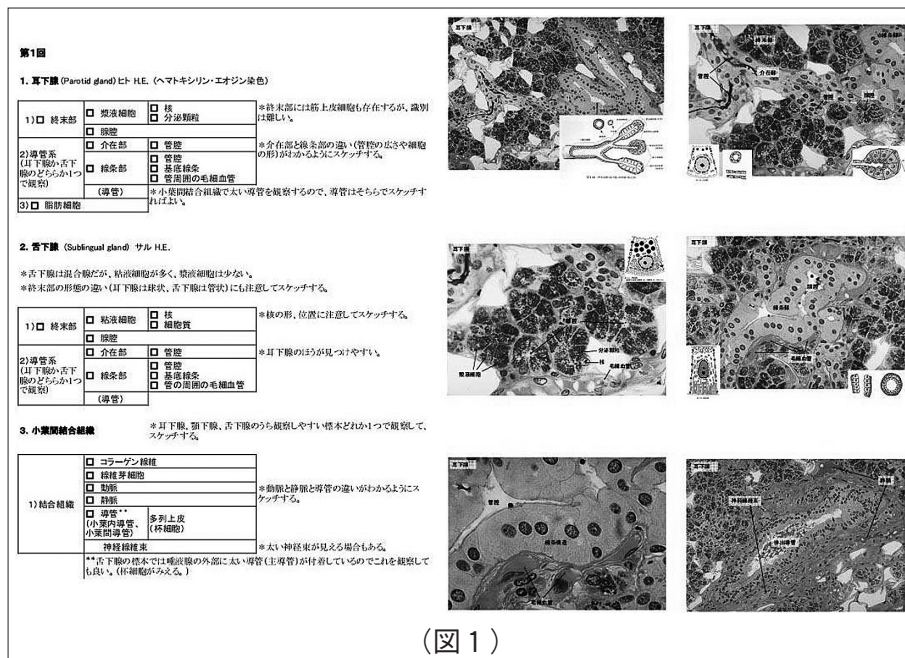 第1回
1. 耳下腺 (Parotid gland) ヒト H.E. (ヘマトキシリン・エオジン染色)
1) □ 終末部
□ 漿液細胞
□ 核
□ 分泌顆粒
□ 腺腔
*終末部には筋上皮細胞も存在するが、識別
は難しい。
2)導管系
(耳下腺か舌下
腺のどちらか1つ
で観察)
□ 介在部
□ 管腔
□ 線条部
□ 管腔
□ 基底線条
□ 管周囲の毛細血管
(導管)
*介在部と線条部の違い(管腔の広さや細胞
の形)がわかるようにスケッチする。
*小葉間結合組織で太い導管を観察するので、導管はそちらでスケッチす
ればよい。
3) □ 脂肪細胞
2. 舌下腺 (Sublingual gland) サル H.E.
*舌下腺は混合腺だが、粘液細胞が多く、漿液細胞は少ない。
*終末部の形態の違い(耳下腺は球状、舌下腺は管状)にも注意してスケッチする。
1) □ 終末部
□ 粘液細胞
□ 核
□ 細胞質
□ 腺腔
*核の形、位置に注意してスケッチする。
2)導管系
(耳下腺か舌下
腺のどちらか1つ
で観察)
□ 介在部
□ 管腔
□ 線条部
□ 管腔
□ 基底線条
□ 管の周囲の毛細血管
(導管)
*耳下腺のほうが見つけやすい。
3. 小葉間結合組織
*耳下腺、顎下腺、舌下腺のうち観察しやすい標本どれか1つで観察して、
スケッチする。
1)結合組織
□ コラーゲン線維
□ 線維芽細胞
□ 動脈
□ 静脈
□ 導管**
(小葉内導管、
小葉間導管)
多列上皮
(杯細胞)
神経線維束
*動脈と静脈と導管の違いがわかるようにス
ケッチする。
*太い神経束が見える場合もある。
**舌下腺の標本では唾液腺の外部に太い導管(主導管)が付着しているのでこれを観察して
も良い。(杯細胞がみえる。)
耳下腺
耳下腺
終末部
線条部
管腔
介在部
耳下腺
分泌顆粒
核
漿液細胞
毛細血管
耳下腺
線条部
毛細血管
耳下腺
管腔
毛細血管
神経線維束
(図1)